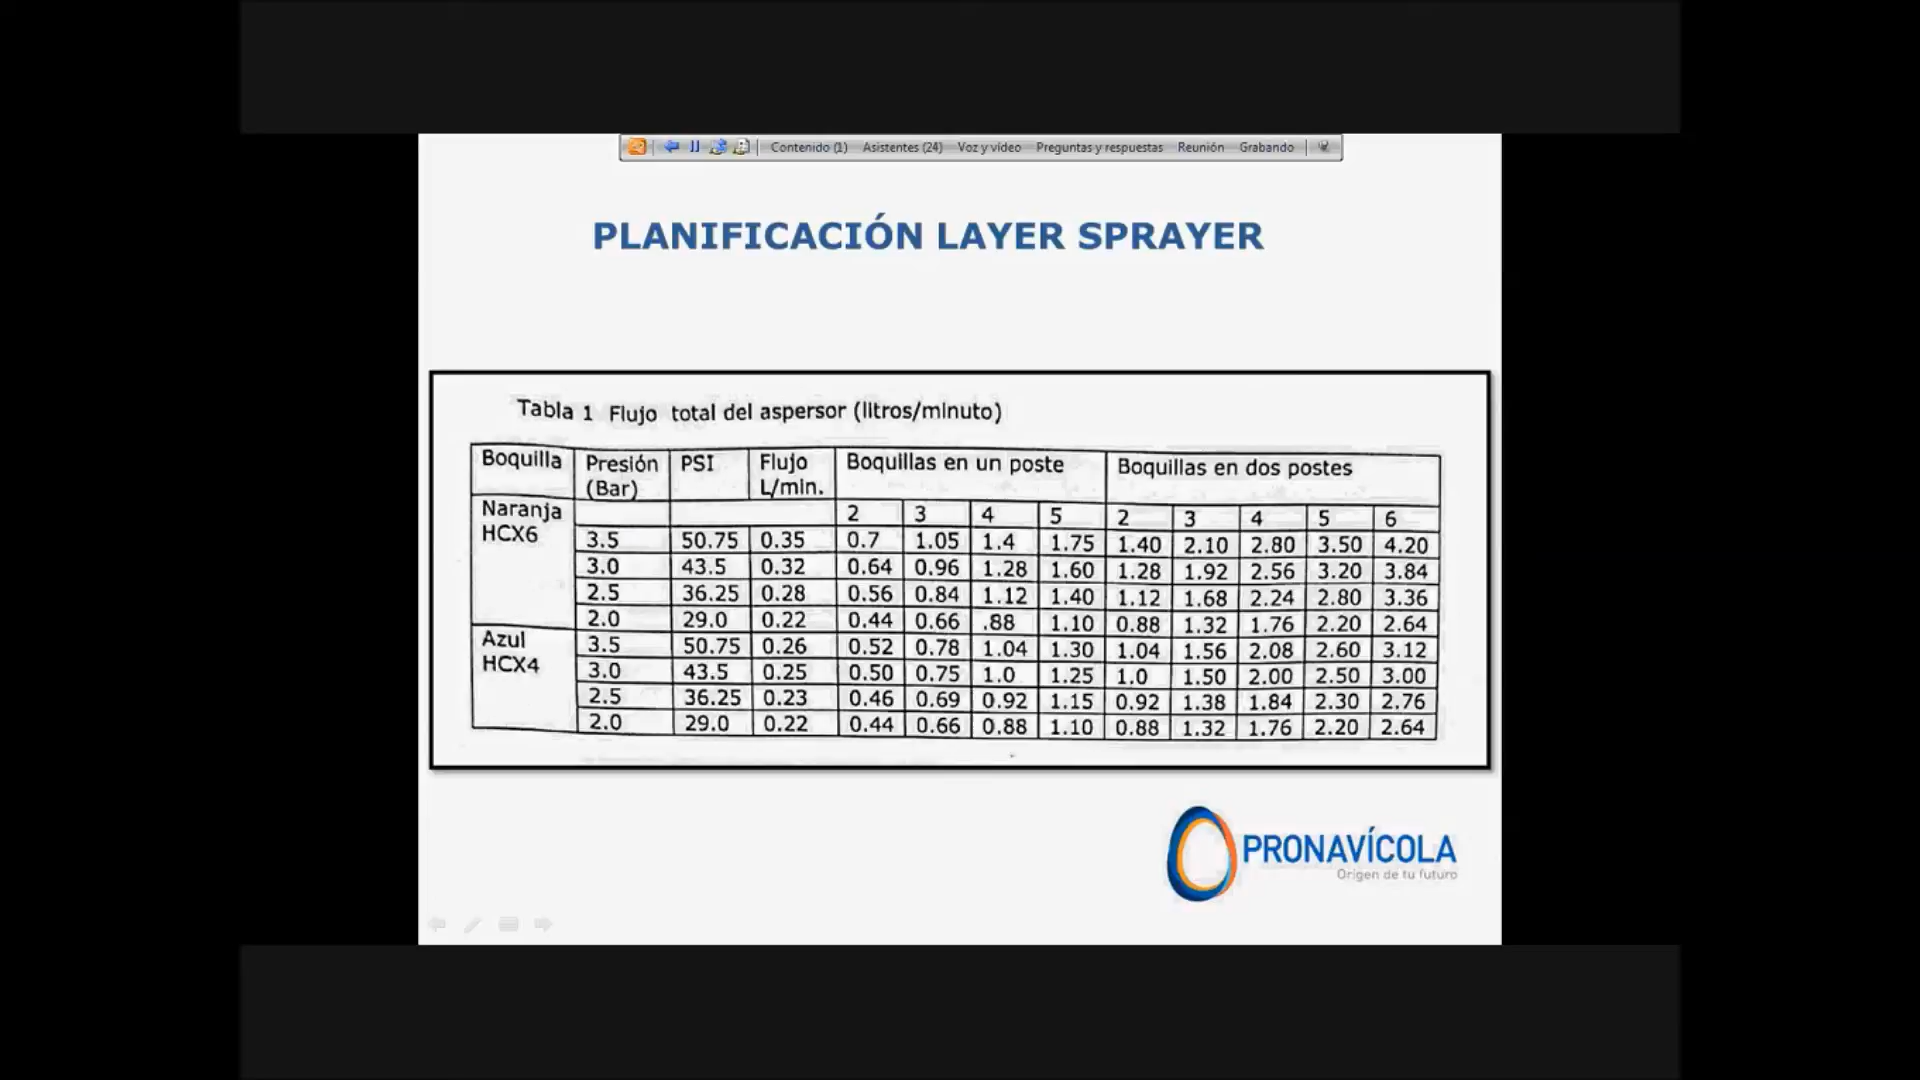 Contenido (1) Asistentes (24) Voz y vídeo Preguntas y respuestas Reunión Grabando
PLANIFICACIÓN LAYER SPRAYER
Tabla 1 Flujo total del aspersor (litros/minuto)
Boquilla Presión (Bar) PSI Flujo L/min. Boquillas en un poste Boquillas en dos postes
2 3 4 5 2 3 4 5 6
Naranja HCX6
3.5 50.75 0.35 0.7 1.05 1.4 1.75 1.40 2.10 2.80 3.50 4.20
3.0 43.5 0.32 0.64 0.96 1.28 1.60 1.28 1.92 2.56 3.20 3.84
2.5 36.25 0.28 0.56 0.84 1.12 1.40 1.12 1.68 2.24 2.80 3.36
2.0 29.0 0.22 0.44 0.66 .88 1.10 0.88 1.32 1.76 2.20 2.64
Azul HCX4
3.5 50.75 0.26 0.52 0.78 1.04 1.30 1.04 1.56 2.08 2.60 3.12
3.0 43.5 0.25 0.50 0.75 1.0 1.25 1.0 1.50 2.00 2.50 3.00
2.5 36.25 0.23 0.46 0.69 0.92 1.15 0.92 1.38 1.84 2.30 2.76
2.0 29.0 0.22 0.44 0.66 0.88 1.10 0.88 1.32 1.76 2.20 2.64
PRONAVÍCOLA
Origen de tu futuro